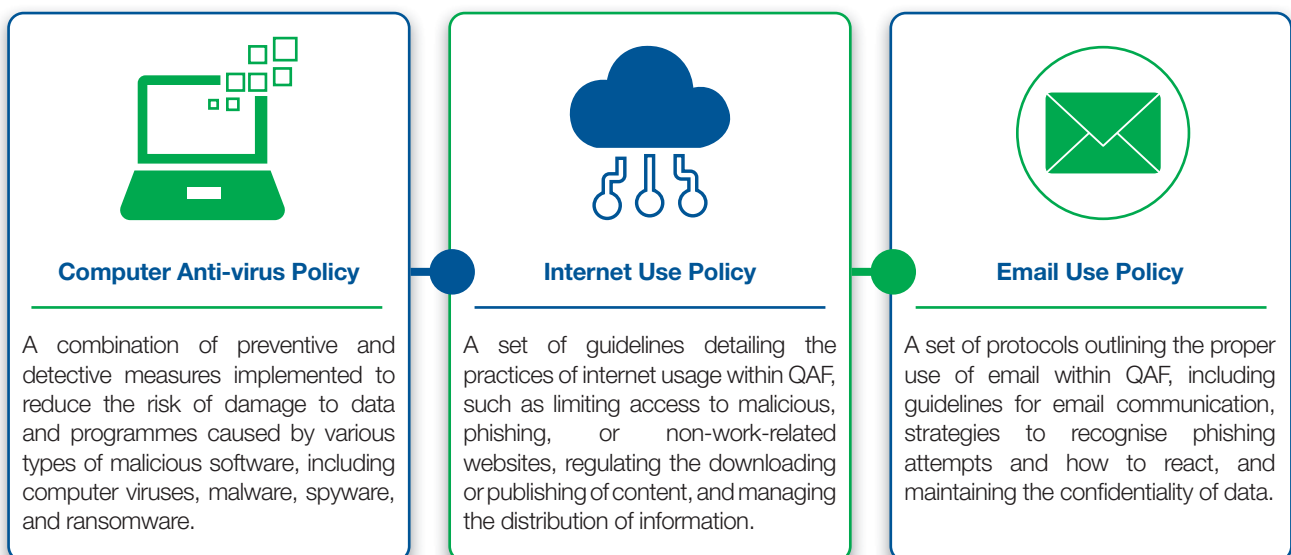 Computer Anti-virus Policy
A combination of preventive and
detective measures implemented to
reduce the risk of damage to data
and programmes caused by various
types of malicious software, including
computer viruses, malware, spyware,
and ransomware.
Internet Use Policy
A set of guidelines detailing the
practices of internet usage within QAF,
such as limiting access to malicious,
phishing, or non-work-related
websites, regulating the downloading
or publishing of content, and managing
the distribution of information.
Email Use Policy
A set of protocols outlining the proper
use of email within QAF, including
guidelines for email communication,
strategies to recognise phishing
attempts and how to react, and
maintaining the confidentiality of data.